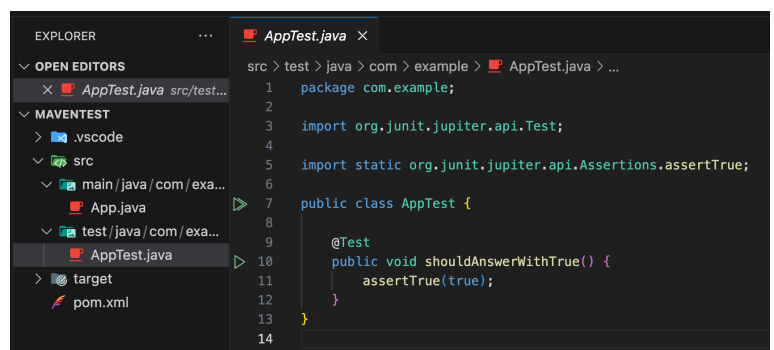 EXPLORER ···
OPEN EDITORS
AppTest.java src/test...
MAVENTEST
.vscode
src
main/java/com/exa...
App.java
test/java/com/exa...
AppTest.java
target
pom.xml
AppTest.java
src > test > java > com > example > AppTest.java > ...
1 package com.example;
2
3 import org.junit.jupiter.api.Test;
4
5 import static org.junit.jupiter.api.Assertions.assertTrue;
6
7 public class AppTest {
8
9 @Test
10 public void shouldAnswerWithTrue() {
11 assertTrue(true);
12 }
13 }
14